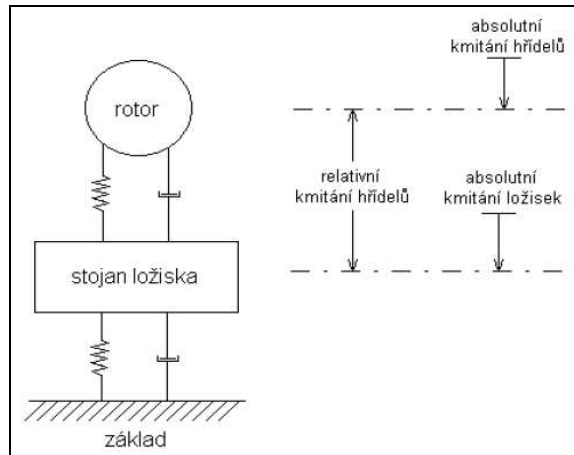 absolutní
kmitání hřídelů
rotor
relativní
kmitání hřídelů
absolutní
kmitání ložisek
stojan ložiska
základ